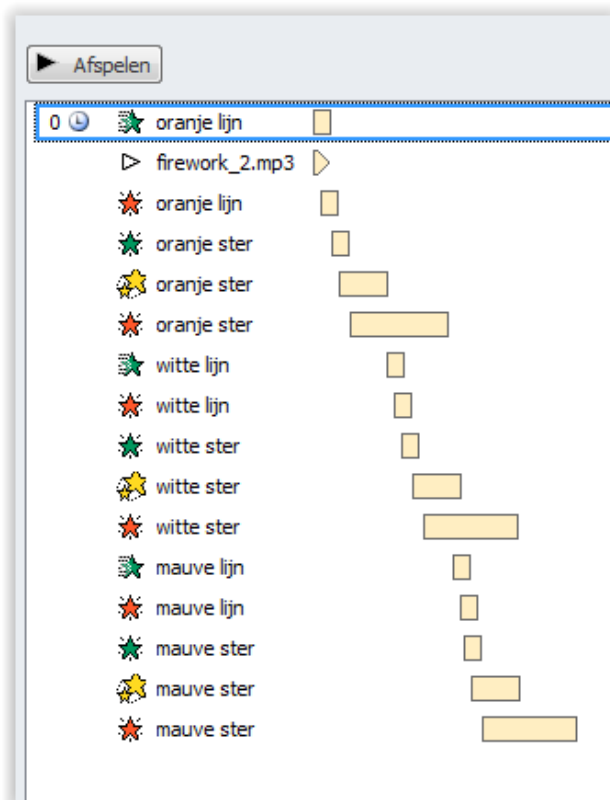 Afspelen
0 oranje lijn
firework_2.mp3
oranje lijn
oranje ster
oranje ster
oranje ster
witte lijn
witte lijn
witte ster
witte ster
witte ster
mauve lijn
mauve lijn
mauve ster
mauve ster
mauve ster